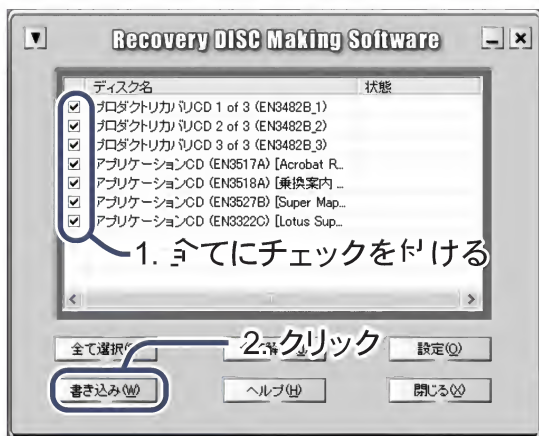 Recovery DISC Making Software
ディスク名 状態
プロダクトリカバリCD 1 of 3 (EN3482B_1)
プロダクトリカバリCD 2 of 3 (EN3482B_2)
プロダクトリカバリCD 3 of 3 (EN3482B_3)
アプリケーションCD (EN3517A) [Acrobat R...
アプリケーションCD (EN3518A) [乗換案内 ...
アプリケーションCD (EN3527B) [Super Map...
アプリケーションCD (EN3322C) [Lotus Sup...
1. 全てにチェックを付ける
全て選択 2. クリック 設定(O)
書き込み(W) ヘルプ(H) 閉じる(X)